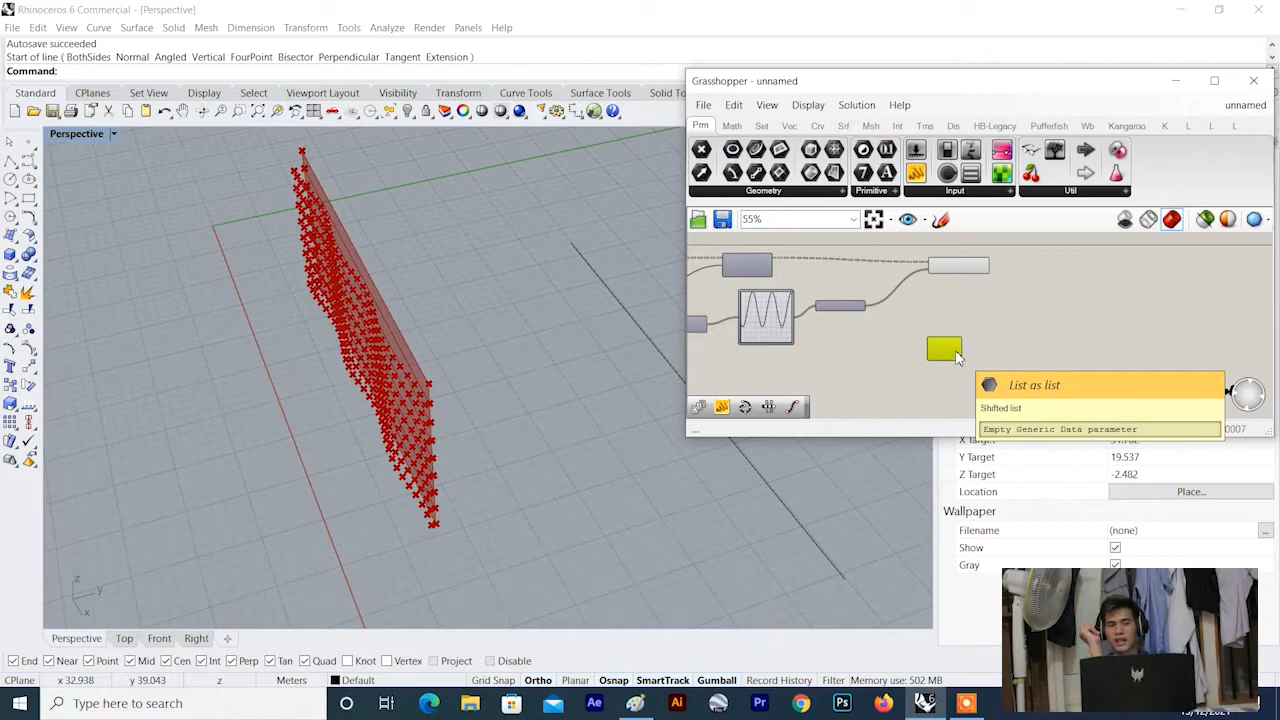 Rhinoceros 6 Commercial - [Perspective]
File Edit View Curve Surface Solid Mesh Dimension Transform Tools Analyze Render Panels Help
Autosave succeeded
Start of line ( BothSides Normal Angled Vertical FourPoint Bisector Perpendicular Tangent Extension )
Command:
Standard CPlanes Set View Display Select Viewport Layout Visibility Transform Curve Tools Surface Tools Solid To
Perspective
Grasshopper - unnamed
File Edit View Display Solution Help unnamed
Prm Math Set Vec Crv Srf Msh Int Trns Dis HB-Legacy Pufferfish Wb Kangaroo K L L L
Geometry Primitive Input Util
55%
List as list
Shifted list
Empty Generic Data parameter
...
0007
Y Target 19.537
Z Target -2.482
Location Place...
Wallpaper
Filename (none) ...
Show
Gray
z
y
x
Perspective Top Front Right
End Near Point Mid Cen Int Perp Tan Quad Knot Vertex Project Disable
CPlane x 32.938 y 39.043 z Meters Default Grid Snap Ortho Planar Osnap SmartTrack Gumball Record History Filter Memory use: 502 MB
Type here to search
Ae Ai Pr Ps 6